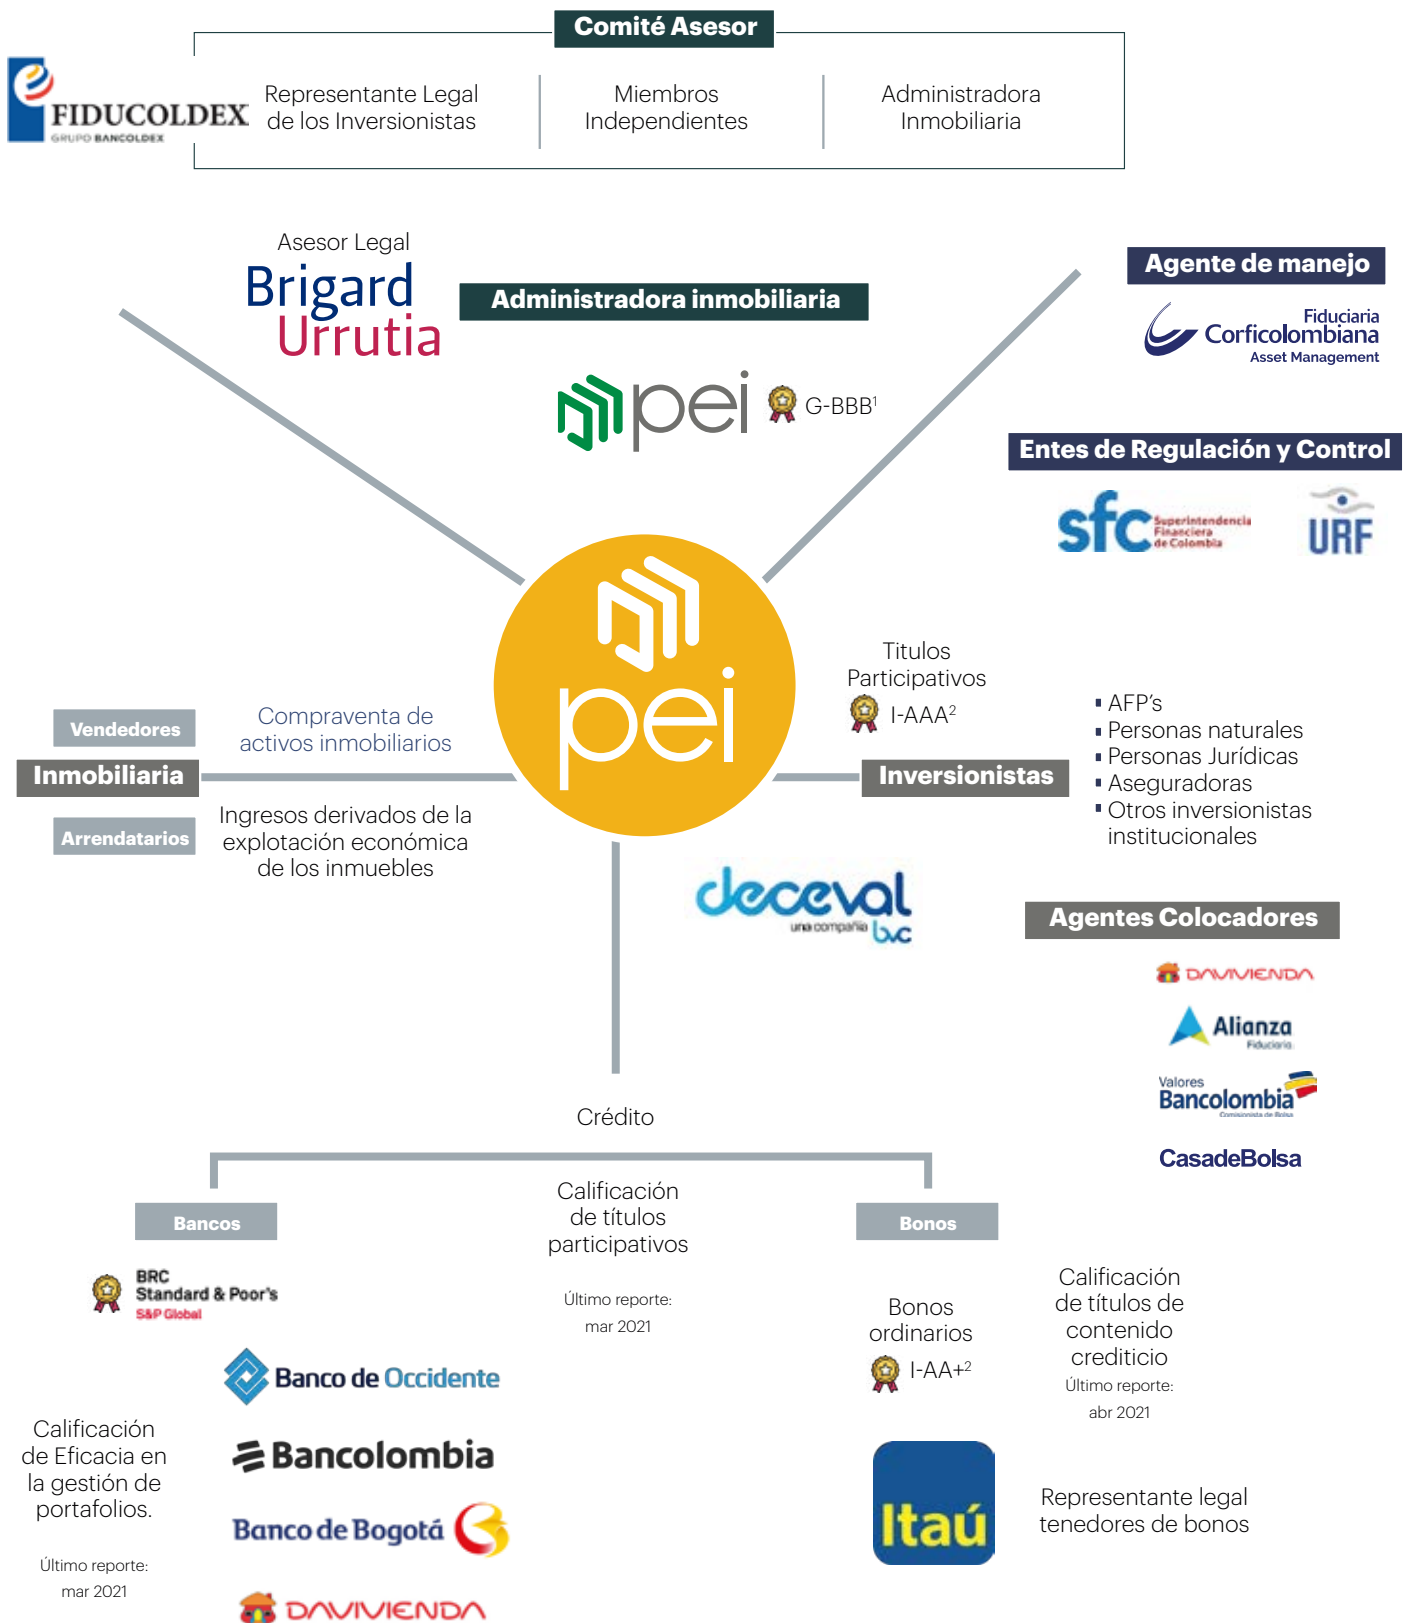 Comité Asesor
FIDUCOLDEX
GRUPO BANCOLDEX
Representante Legal
de los Inversionistas
Miembros
Independientes
Administradora
Inmobiliaria
Asesor Legal
Brigard
Urrutia
Administradora inmobiliaria
pei
G-BBB¹
Agente de manejo
Fiduciaria
Corficolombiana
Asset Management
Entes de Regulación y Control
sfc Superintendencia
Financiera
de Colombia
URF
pei
Titulos
Participativos
I-AAA²
Vendedores
Inmobiliaria
Arrendatarios
Compraventa de
activos inmobiliarios
Ingresos derivados de la
explotación económica
de los inmuebles
Inversionistas
▪ AFP's
▪ Personas naturales
▪ Personas Jurídicas
▪ Aseguradoras
▪ Otros inversionistas
institucionales
deceval
una compañía bvc
Agentes Colocadores
DAVIVIENDA
Alianza
Fiduciaria
Valores
Bancolombia
Comisionista de Bolsa
CasadeBolsa
Crédito
Bancos
Calificación
de títulos
participativos
Último reporte:
mar 2021
Bonos
BRC
Standard & Poor's
S&P Global
Banco de Occidente
Bancolombia
Banco de Bogotá
DAVIVIENDA
Calificación
de Eficacia en
la gestión de
portafolios.
Último reporte:
mar 2021
Bonos
ordinarios
I-AA+²
Calificación
de títulos de
contenido
crediticio
Último reporte:
abr 2021
Itaú
Representante legal
tenedores de bonos